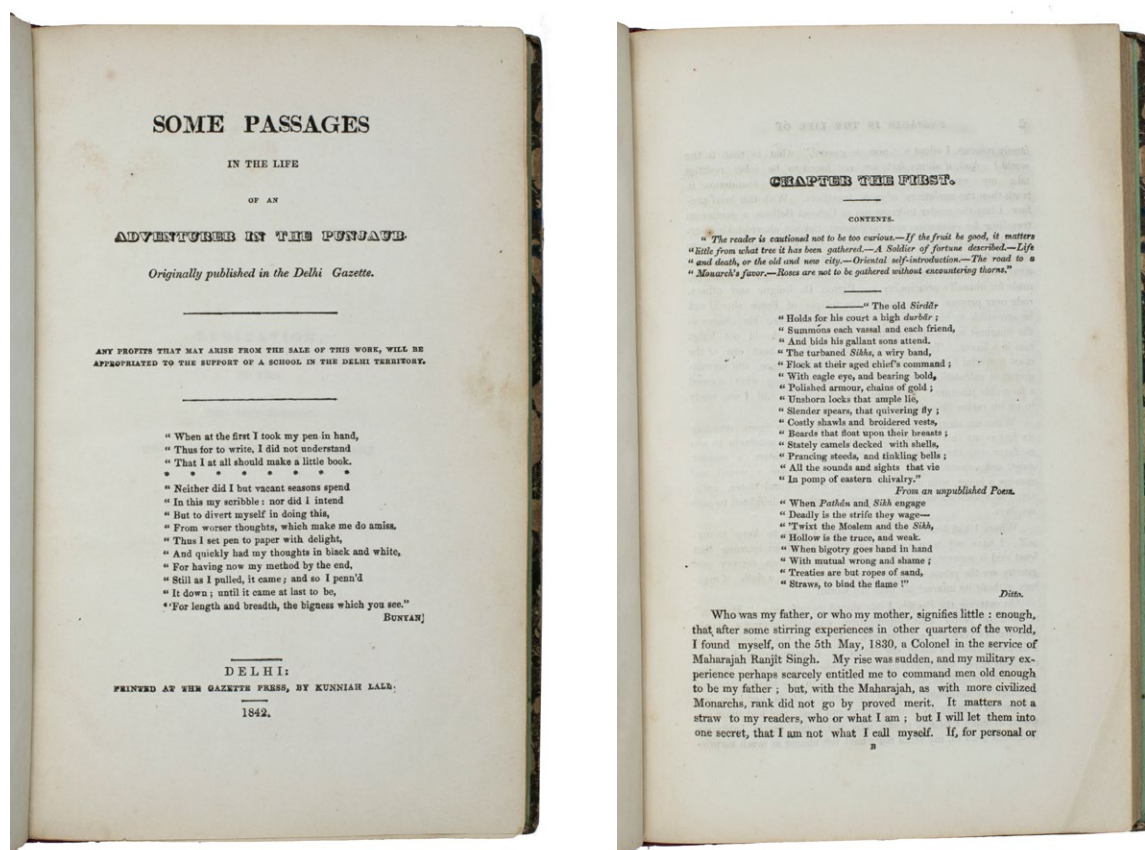 SOME PASSAGES
IN THE LIFE
OF AN
ADVENTURER IN THE PUNJAUB.
Originally published in the Delhi Gazette.
ANY PROFITS THAT MAY ARISE FROM THE SALE OF THIS WORK, WILL BE
APPROPRIATED TO THE SUPPORT OF A SCHOOL IN THE DELHI TERRITORY.
“ When at the first I took my pen in hand,
“ Thus for to write, I did not understand
“ That I at all should make a little book.
* * * * * * * *
“ Neither did I but vacant seasons spend
“ In this my scribble : nor did I intend
“ But to divert myself in doing this,
“ From worser thoughts, which make me do amiss.
“ Thus I set pen to paper with delight,
“ And quickly had my thoughts in black and white,
“ For having now my method by the end,
“ Still as I pulled, it came ; and so I penn'd
“ It down ; until it came at last to be,
“ For length and breadth, the bigness which you see.”
BUNYAN]
DELHI:
PRINTED AT THE GAZETTE PRESS, BY KUNNIAH LALL.
1842.
CHAPTER THE FIRST.
CONTENTS.
“ The reader is cautioned not to be too curious.—If the fruit be good, it matters
“ little from what tree it has been gathered.—A Soldier of fortune described.—Life
“ and death, or the old and new city.—Oriental self-introduction.—The road to a
“ Monarch's favor.—Roses are not to be gathered without encountering thorns.”
———“ The old Sirdār
“ Holds for his court a high durbār ;
“ Summons each vassal and each friend,
“ And bids his gallant sons attend.
“ The turbaned Sikhs, a wiry band,
“ Flock at their aged chief's command ;
“ With eagle eye, and bearing bold,
“ Polished armour, chains of gold ;
“ Unshorn locks that ample lie,
“ Slender spears, that quivering fly ;
“ Costly shawls and broidered vests,
“ Beards that float upon their breasts ;
“ Stately camels decked with shells,
“ Prancing steeds, and tinkling bells ;
“ All the sounds and sights that vie
“ In pomp of eastern chivalry.”
From an unpublished Poem.
“ When Pathān and Sikh engage
“ Deadly is the strife they wage—
“ 'Twixt the Moslem and the Sikh,
“ Hollow is the truce, and weak.
“ When bigotry goes hand in hand
“ With mutual wrong and shame ;
“ Treaties are but ropes of sand,
“ Straws, to bind the flame !”
Ditto.
Who was my father, or who my mother, signifies little : enough,
that after some stirring experiences in other quarters of the world,
I found myself, on the 5th May, 1830, a Colonel in the service of
Maharajah Ranjīt Singh. My rise was sudden, and my military ex-
perience perhaps scarcely entitled me to command men old enough
to be my father ; but, with the Maharajah, as with more civilized
Monarchs, rank did not go by proved merit. It matters not a
straw to my readers, who or what I am ; but I will let them into
one secret, that I am not what I call myself. If, for personal or
B